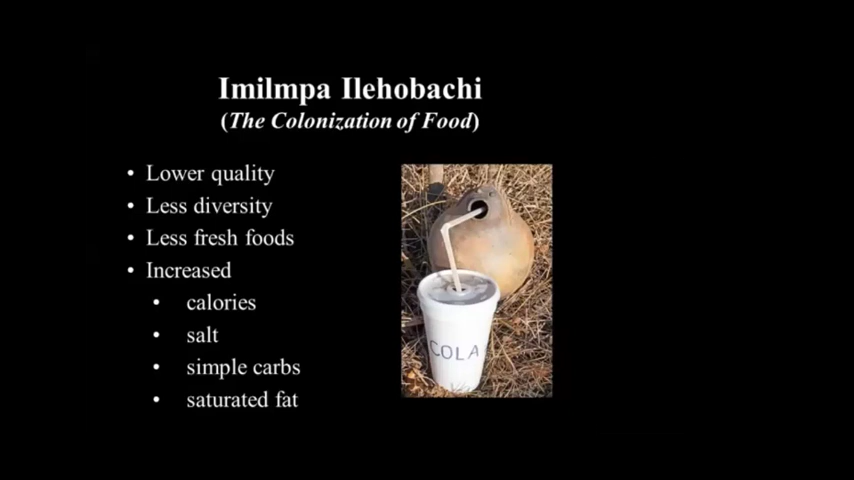 Imilmpa Ilehobachi
(The Colonization of Food)
• Lower quality
• Less diversity
• Less fresh foods
• Increased
• calories
• salt
• simple carbs
• saturated fat
COLA